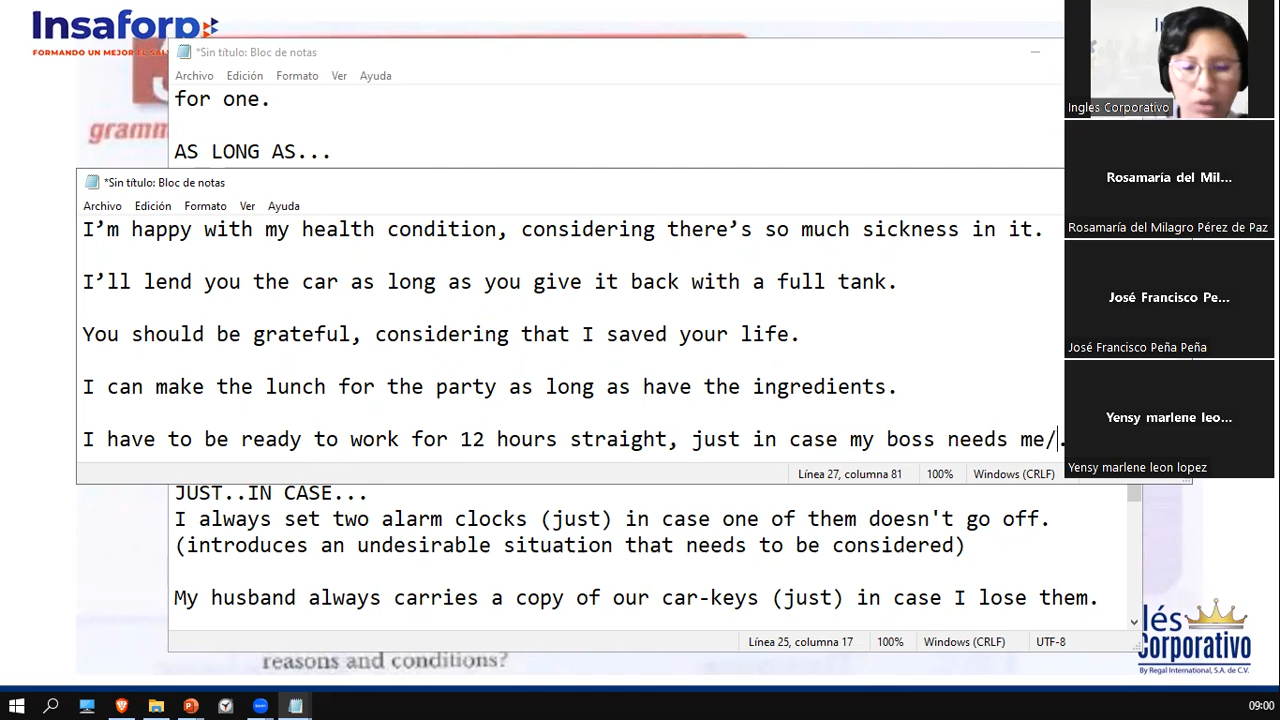 Insaforp
FORMANDO UN MEJOR EL SAL
*Sin título: Bloc de notas
Archivo Edición Formato Ver Ayuda
for one.
AS LONG AS...
gramm
*Sin título: Bloc de notas
Archivo Edición Formato Ver Ayuda
I’m happy with my health condition, considering there’s so much sickness in it.
I’ll lend you the car as long as you give it back with a full tank.
You should be grateful, considering that I saved your life.
I can make the lunch for the party as long as have the ingredients.
I have to be ready to work for 12 hours straight, just in case my boss needs me/.
Línea 27, columna 81 100% Windows (CRLF)
JUST..IN CASE...
I always set two alarm clocks (just) in case one of them doesn't go off.
(introduces an undesirable situation that needs to be considered)
My husband always carries a copy of our car-keys (just) in case I lose them.
Línea 25, columna 17 100% Windows (CRLF) UTF-8
reasons and conditions?
Ingles Corporativo
Rosamaría del Mil...
Rosamaría del Milagro Pérez de Paz
José Francisco Pe...
José Francisco Peña Peña
Yensy marlene leo...
Yensy marlene leon lopez
lés
Corporativo
By Regal International, S.A. de C.V.
09:00